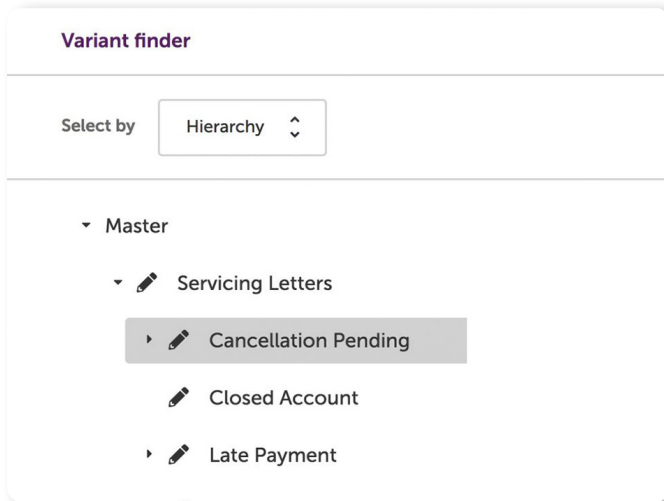 Variant finder
Select by Hierarchy
Master
Servicing Letters
Cancellation Pending
Closed Account
Late Payment